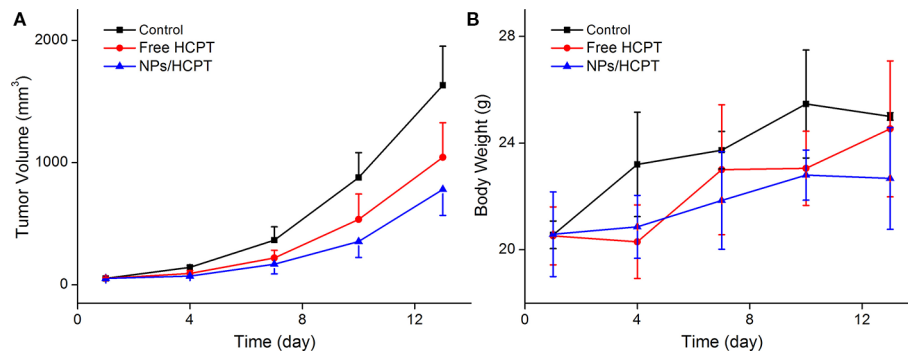 A
Control
Free HCPT
NPs/HCPT
2000
1000
0
Tumor Volume (mm³)
0
4
8
12
Time (day)
B
Control
Free HCPT
NPs/HCPT
28
24
20
Body Weight (g)
0
4
8
12
Time (day)